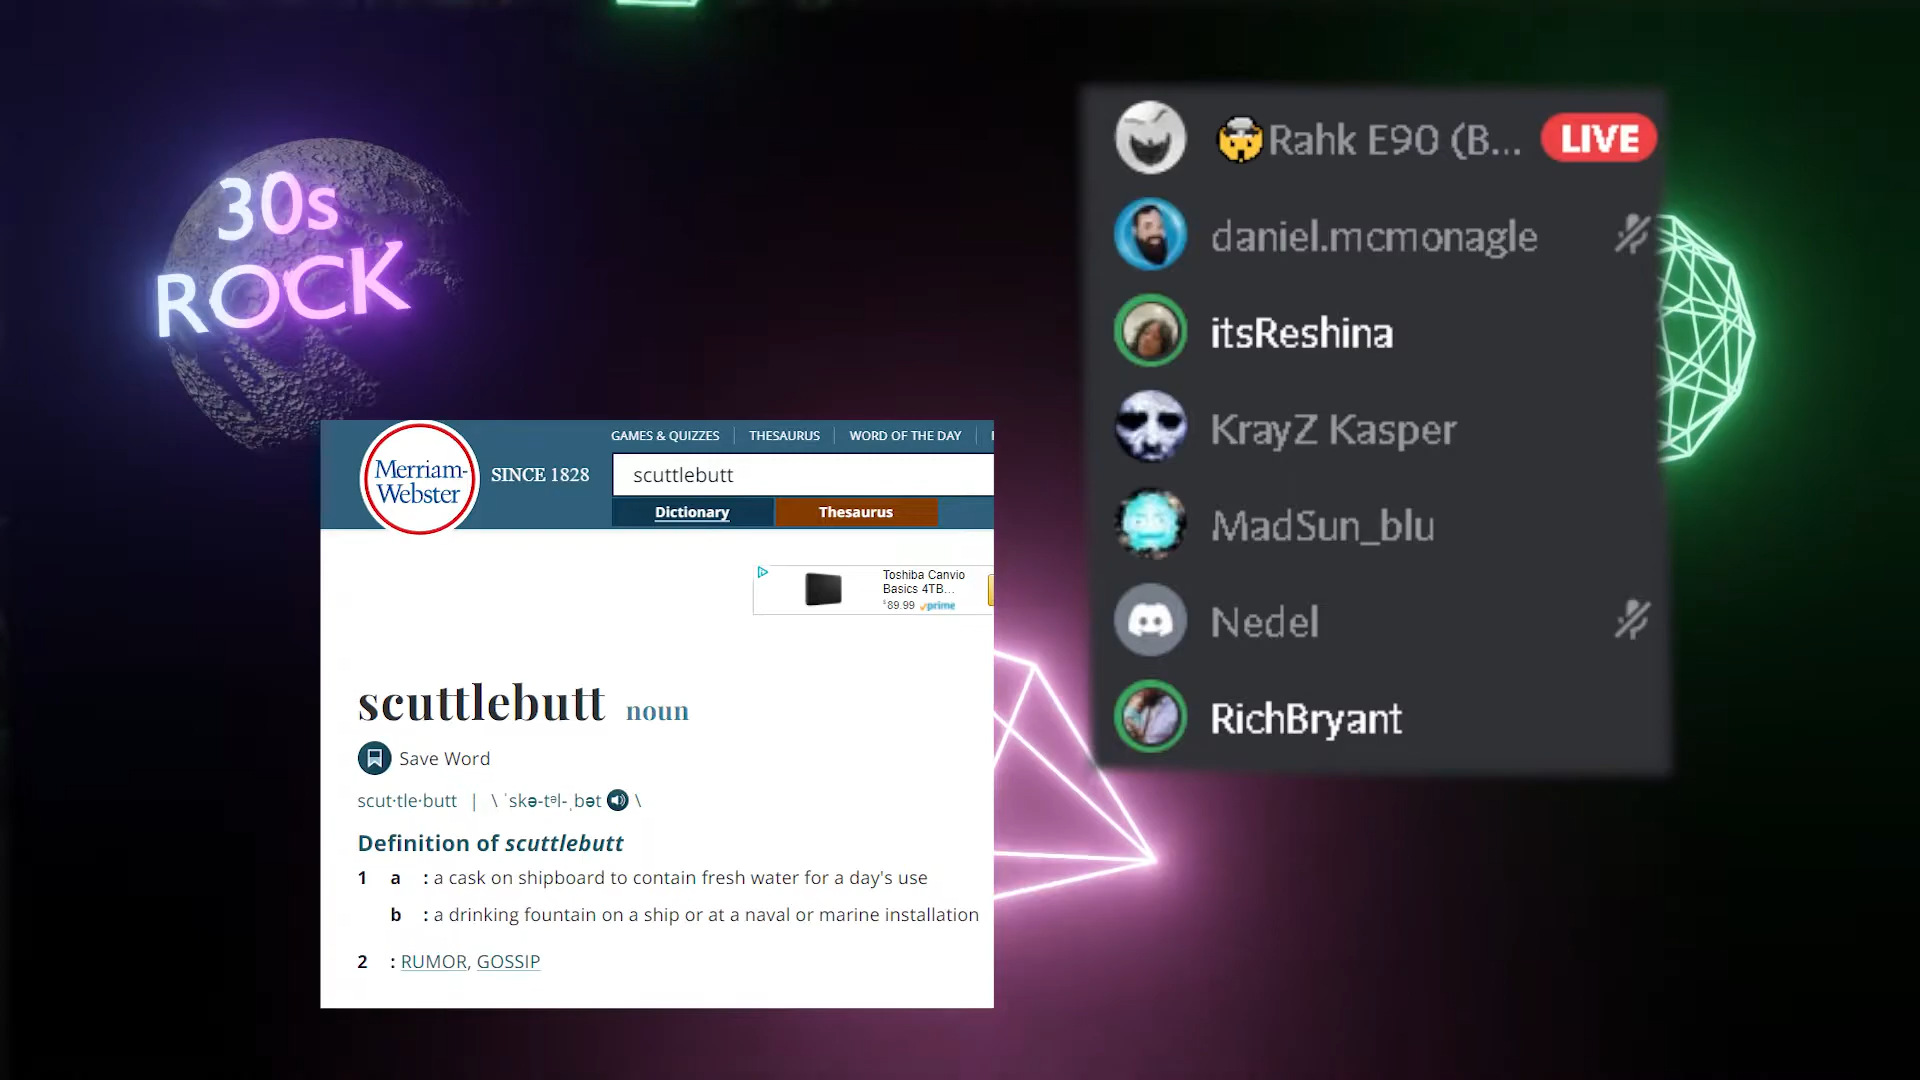 30s
ROCK
Rahk E90 (B... LIVE
daniel.mcmonagle
itsReshina
KrayZ Kasper
MadSun_blu
Nedel
RichBryant
GAMES & QUIZZES THESAURUS WORD OF THE DAY
Merriam-
Webster
SINCE 1828
scuttlebutt
Dictionary Thesaurus
Toshiba Canvio
Basics 4TB...
$89.99 prime
scuttlebutt noun
Save Word
scut·tle·butt | \ ˈskə-tᵊl-ˌbət \
Definition of scuttlebutt
1 a : a cask on shipboard to contain fresh water for a day's use
b : a drinking fountain on a ship or at a naval or marine installation
2 : RUMOR, GOSSIP